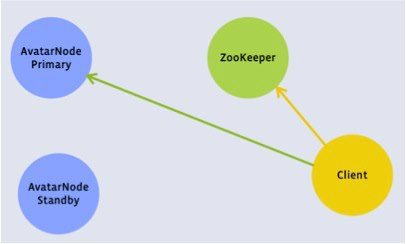 AvatarNode
Primary
ZooKeeper
Client
AvatarNode
Standby